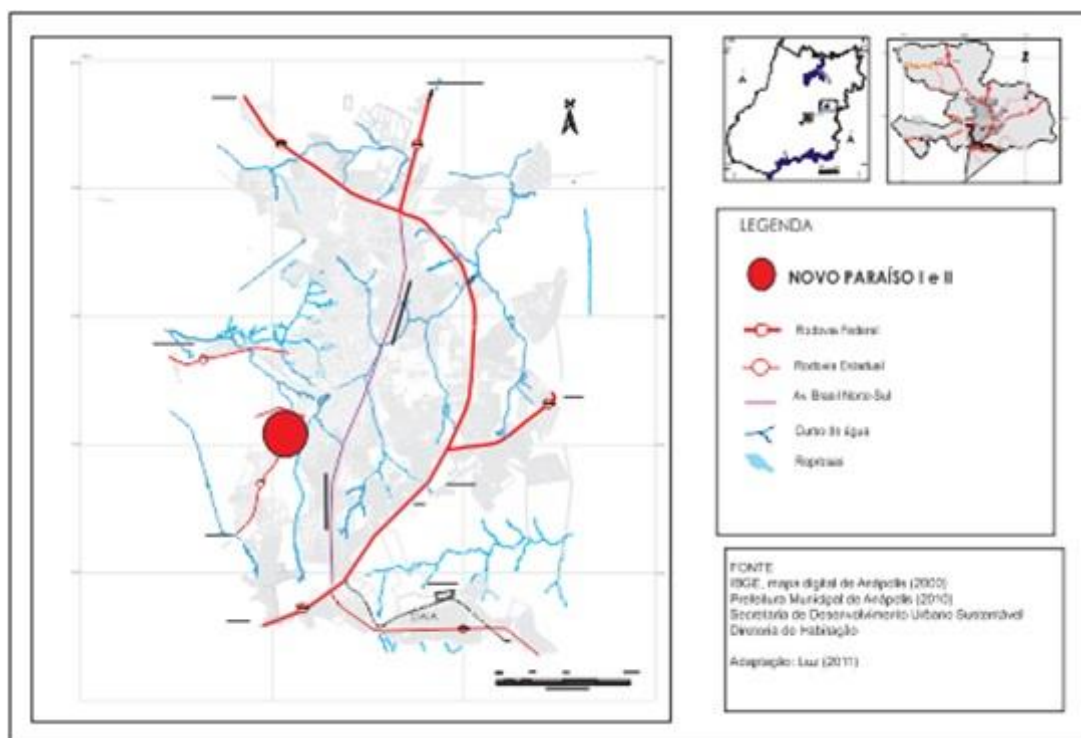 N
DAIA
2
LEGENDA
NOVO PARAÍSO I e II
Rodovia Federal
Rodovia Estadual
Av. Brasil Norte-Sul
Curso de água
Represas
FONTE
IBGE, mapa digital de Anápolis (2000)
Prefeitura Municipal de Anápolis (2010)
Secretaria de Desenvolvimento Urbano Sustentável
Diretoria de Habitação
Adaptação: Luz (2011)